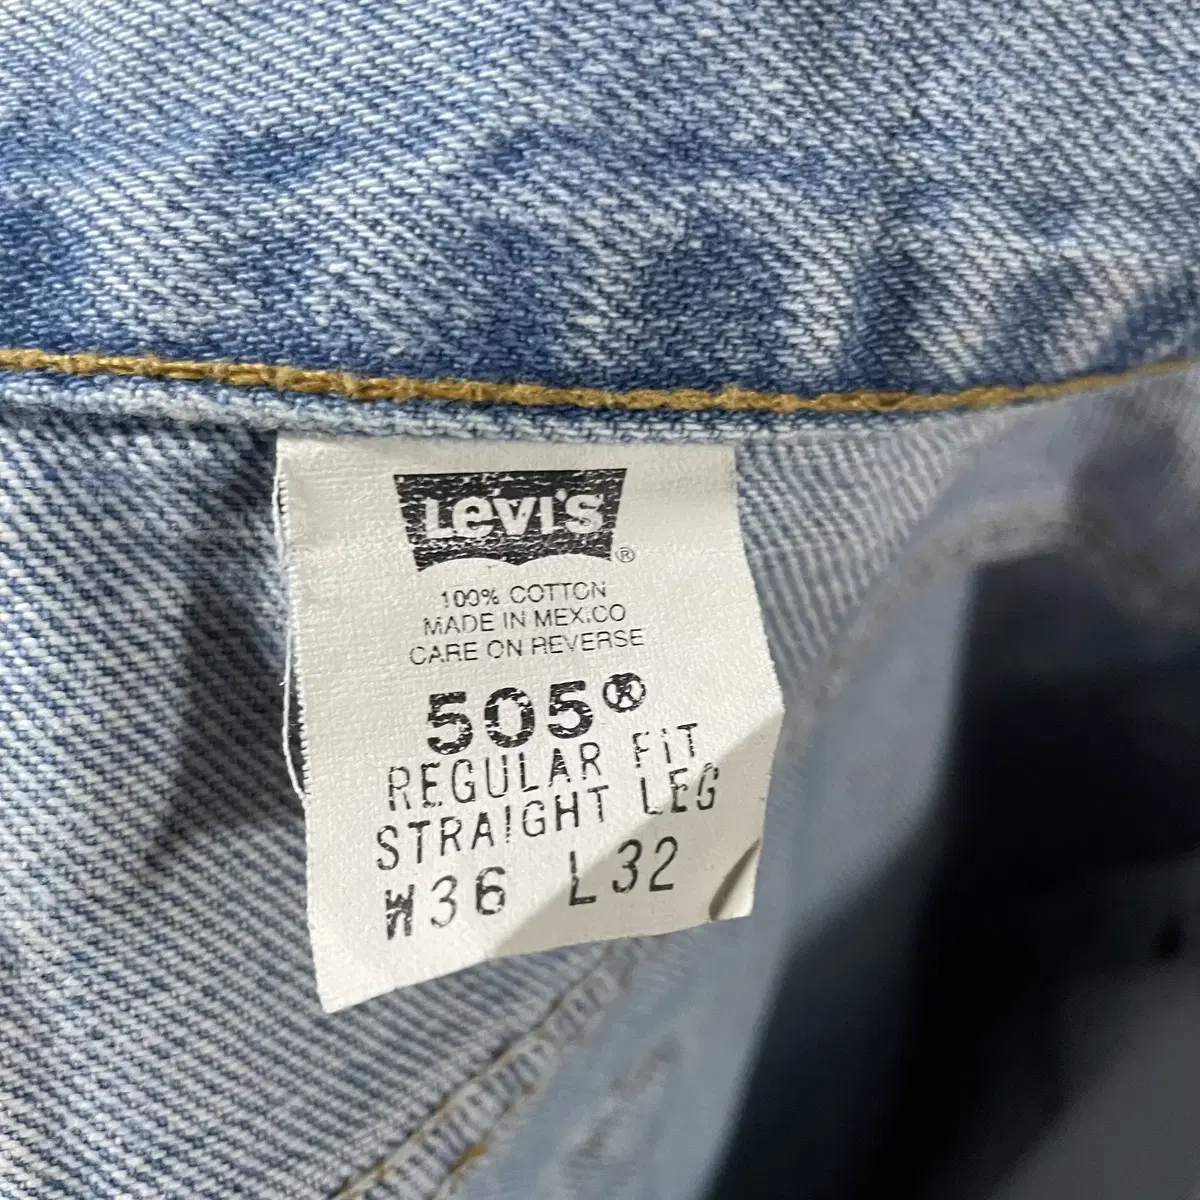 Levi's ®
100% COTTON
MADE IN MEXICO
CARE ON REVERSE
505®
REGULAR FIT
STRAIGHT LEG
W36 L32